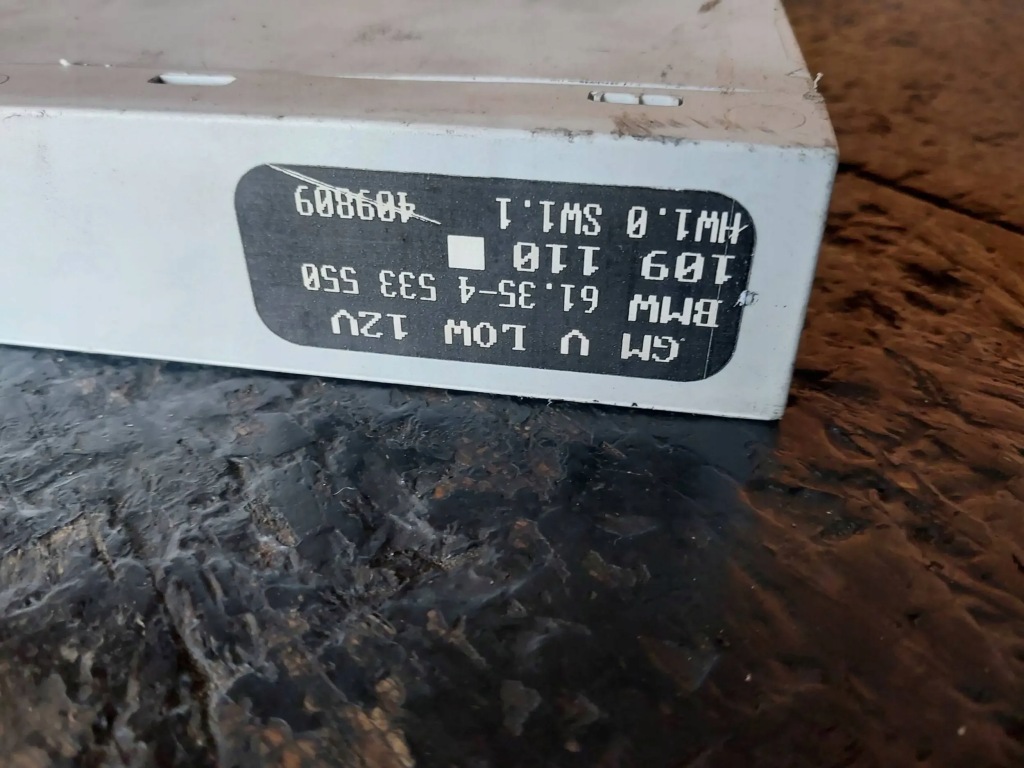 GM V LOW 12V
BMW 61.35-4 533 550
109 110
HW1.0 SW1.1 409809